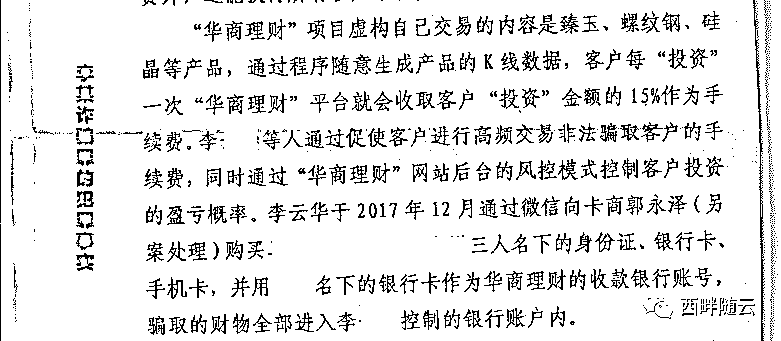 “华商理财”项目虚构自己交易的内容是臻玉、螺纹钢、硅
晶等产品，通过程序随意生成产品的K线数据，客户每“投资”
一次“华商理财”平台就会收取客户“投资”金额的15%作为手
续费。李 等人通过促使客户进行高频交易非法骗取客户的手
续费，同时通过“华商理财”网站后台的风控模式控制客户投资
的盈亏概率。李云华于2017年12月通过微信向卡商郭永泽(另
案处理)购买 三人名下的身份证、银行卡、
手机卡，并用 名下的银行卡作为华商理财的收款银行账号，
骗取的财物全部进入李 控制的银行账户内。
西畔随云